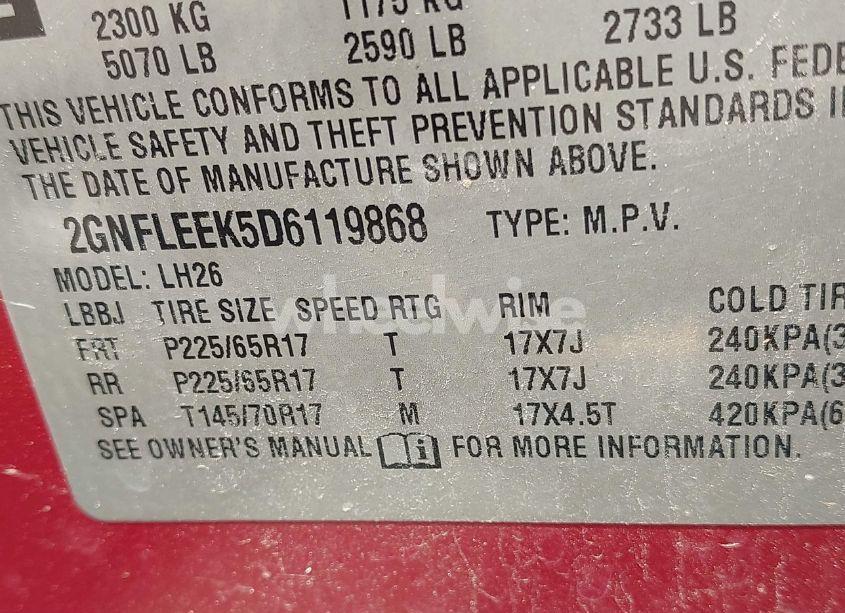 2300 KG 1175 KG
5070 LB 2590 LB 2733 LB
THIS VEHICLE CONFORMS TO ALL APPLICABLE U.S. FEDE
VEHICLE SAFETY AND THEFT PREVENTION STANDARDS I
THE DATE OF MANUFACTURE SHOWN ABOVE.
2GNFLEEK5D6119868 TYPE: M.P.V.
MODEL: LH26
LBBJ TIRE SIZE SPEED RTG RIM COLD TIR
FRT P225/65R17 T 17X7J 240KPA(3
RR P225/65R17 T 17X7J 240KPA(3
SPA T145/70R17 M 17X4.5T 420KPA(6
SEE OWNER'S MANUAL FOR MORE INFORMATION.
wheelwise